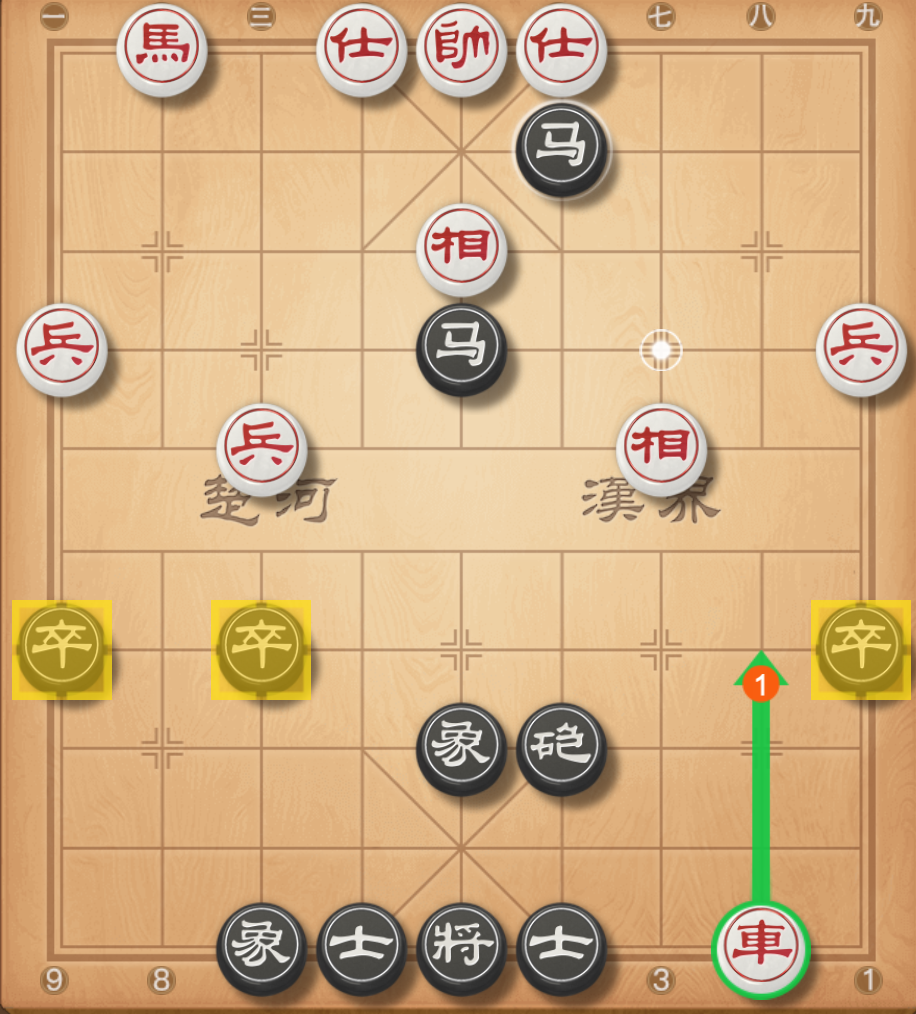 一 三 七 八 九
馬 仕 帥 仕
马
相
兵 马 兵
兵 相
楚河 漢界
卒 卒 卒
1
象 砲
象 士 將 士 車
9 8 3 1